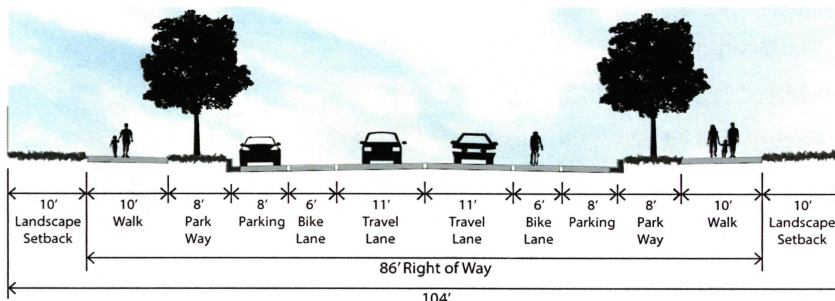 10' 10' 8' 8' 6' 11' 11' 6' 8' 8' 10' 10'
Landscape Walk Park Parking Bike Travel Travel Bike Parking Park Walk Landscape
Setback Way Lane Lane Lane Lane Way Setback
86' Right of Way
104'